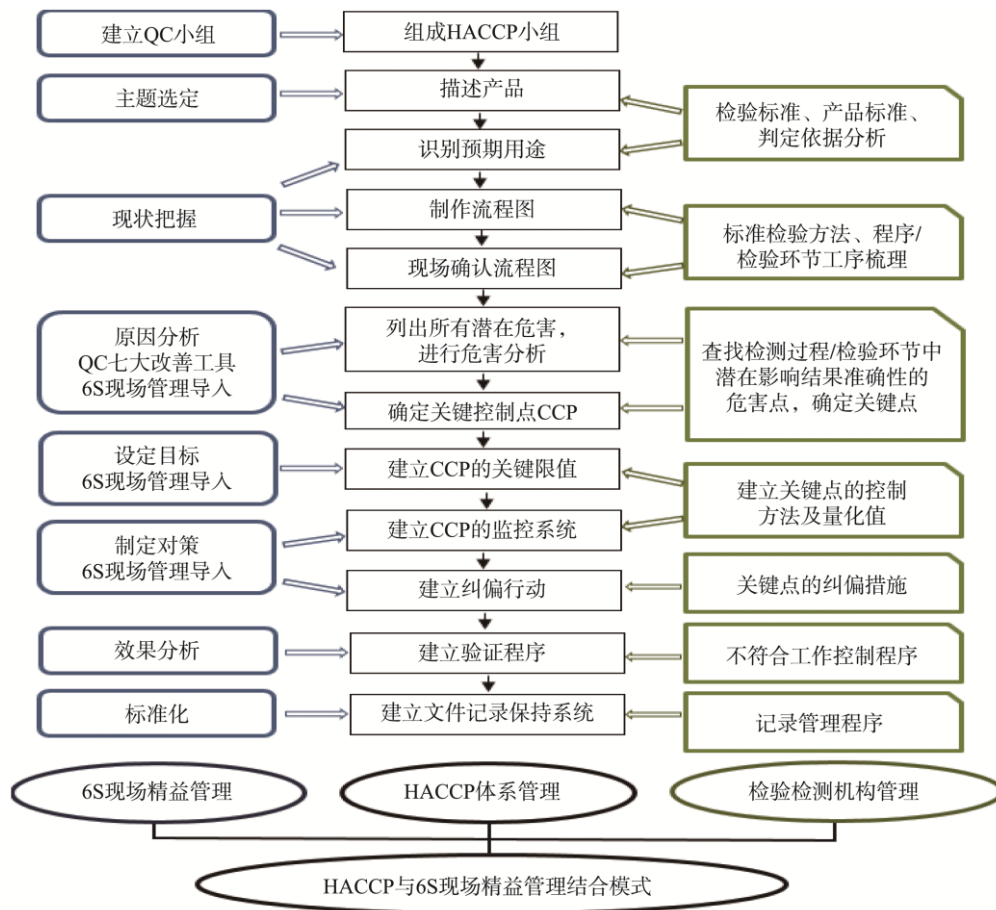 建立QC小组
组成HACCP小组
主题选定
描述产品
检验标准、产品标准、
判定依据分析
识别预期用途
现状把握
制作流程图
标准检验方法、程序/
检验环节工序梳理
现场确认流程图
原因分析
QC七大改善工具
6S现场管理导入
列出所有潜在危害，
进行危害分析
查找检测过程/检验环节中
潜在影响结果准确性的
危害点，确定关键点
确定关键控制点CCP
设定目标
6S现场管理导入
建立CCP的关键限值
建立关键点的控制
方法及量化值
制定对策
6S现场管理导入
建立CCP的监控系统
建立纠偏行动
关键点的纠偏措施
效果分析
建立验证程序
不符合工作控制程序
标准化
建立文件记录保持系统
记录管理程序
6S现场精益管理
HACCP体系管理
检验检测机构管理
HACCP与6S现场精益管理结合模式